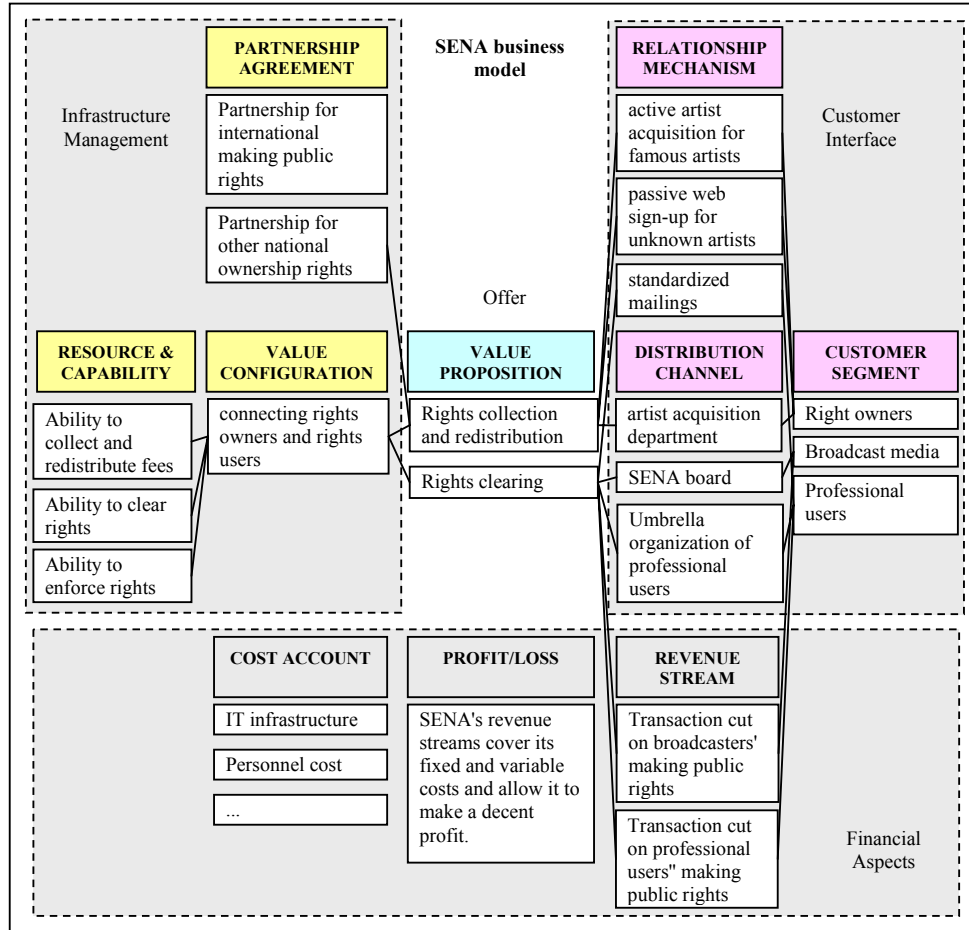 PARTNERSHIP
AGREEMENT
SENA business
model
RELATIONSHIP
MECHANISM
Infrastructure
Management
Partnership for
international
making public
rights
active artist
acquisition for
famous artists
Customer
Interface
passive web
sign-up for
unknown artists
Partnership for
other national
ownership rights
standardized
mailings
Offer
RESOURCE &
CAPABILITY
VALUE
CONFIGURATION
VALUE
PROPOSITION
DISTRIBUTION
CHANNEL
CUSTOMER
SEGMENT
Ability to
collect and
redistribute fees
connecting rights
owners and rights
users
Rights collection
and redistribution
artist acquisition
department
Right owners
Broadcast media
Rights clearing
SENA board
Professional
users
Ability to clear
rights
Umbrella
organization of
professional
users
Ability to
enforce rights
COST ACCOUNT
PROFIT/LOSS
REVENUE
STREAM
IT infrastructure
Personnel cost
...
SENA's revenue
streams cover its
fixed and variable
costs and allow it to
make a decent
profit.
Transaction cut
on broadcasters'
making public
rights
Transaction cut
on professional
users" making
public rights
Financial
Aspects